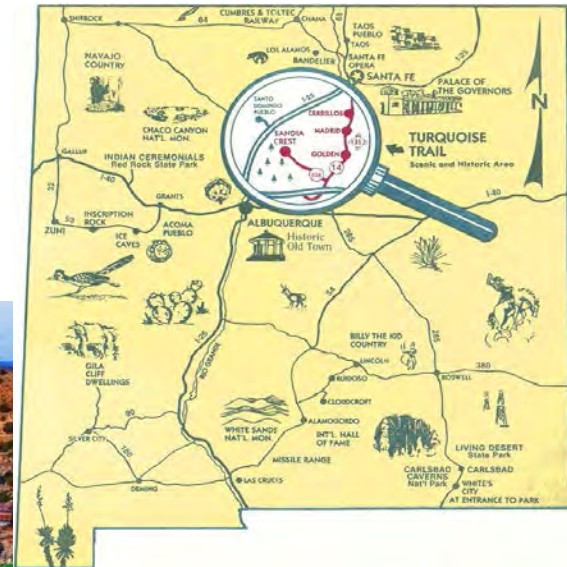 SHIPROCK
64
CUMBRES & TOLTEC
RAILWAY
CHAMA
68
TAOS
PUEBLO
TAOS
I-25
LOS ALAMOS
BANDELIER
SANTA FE
OPERA
SANTA FE
NAVAJO
COUNTRY
PALACE OF
THE GOVERNORS
N
CHACO CANYON
NAT'L. MON.
I-25
SANTO
DOMINGO
PUEBLO
CERRILLOS
MADRID
GOLDEN
SANDIA
CREST
14
TURQUOISE
TRAIL
Scenic and Historic Area
GALLUP
INDIAN CEREMONIALS
Red Rock State Park
I-40
I-40
32
GRANTS
53
INSCRIPTION
ROCK
ZUNI
ICE
CAVES
ACOMA
PUEBLO
ALBUQUERQUE
Historic
Old Town
285
54
I-25
RIO GRANDE
BILLY THE KID
COUNTRY
285
LINCOLN
380
GILA
CLIFF
DWELLINGS
RUIDOSO
ROSWELL
CLOUDCROFT
90
WHITE SANDS
NAT'L. MON.
ALAMOGORDO
INT'L. HALL
OF FAME
SILVER CITY
180
LIVING DESERT
State Park
MISSILE RANGE
CARLSBAD
CAVERNS
Nat'l Park
CARLSBAD
WHITE'S
CITY
AT ENTRANCE TO PARK
DEMING
LAS CRUCES